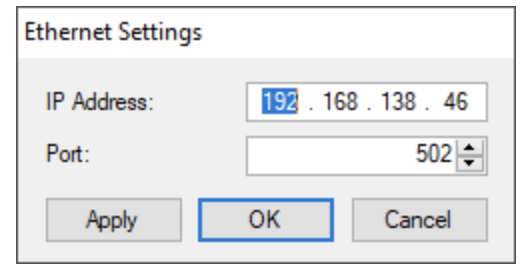 Ethernet Settings
IP Address: 192 . 168 . 138 . 46
Port: 502
Apply OK Cancel